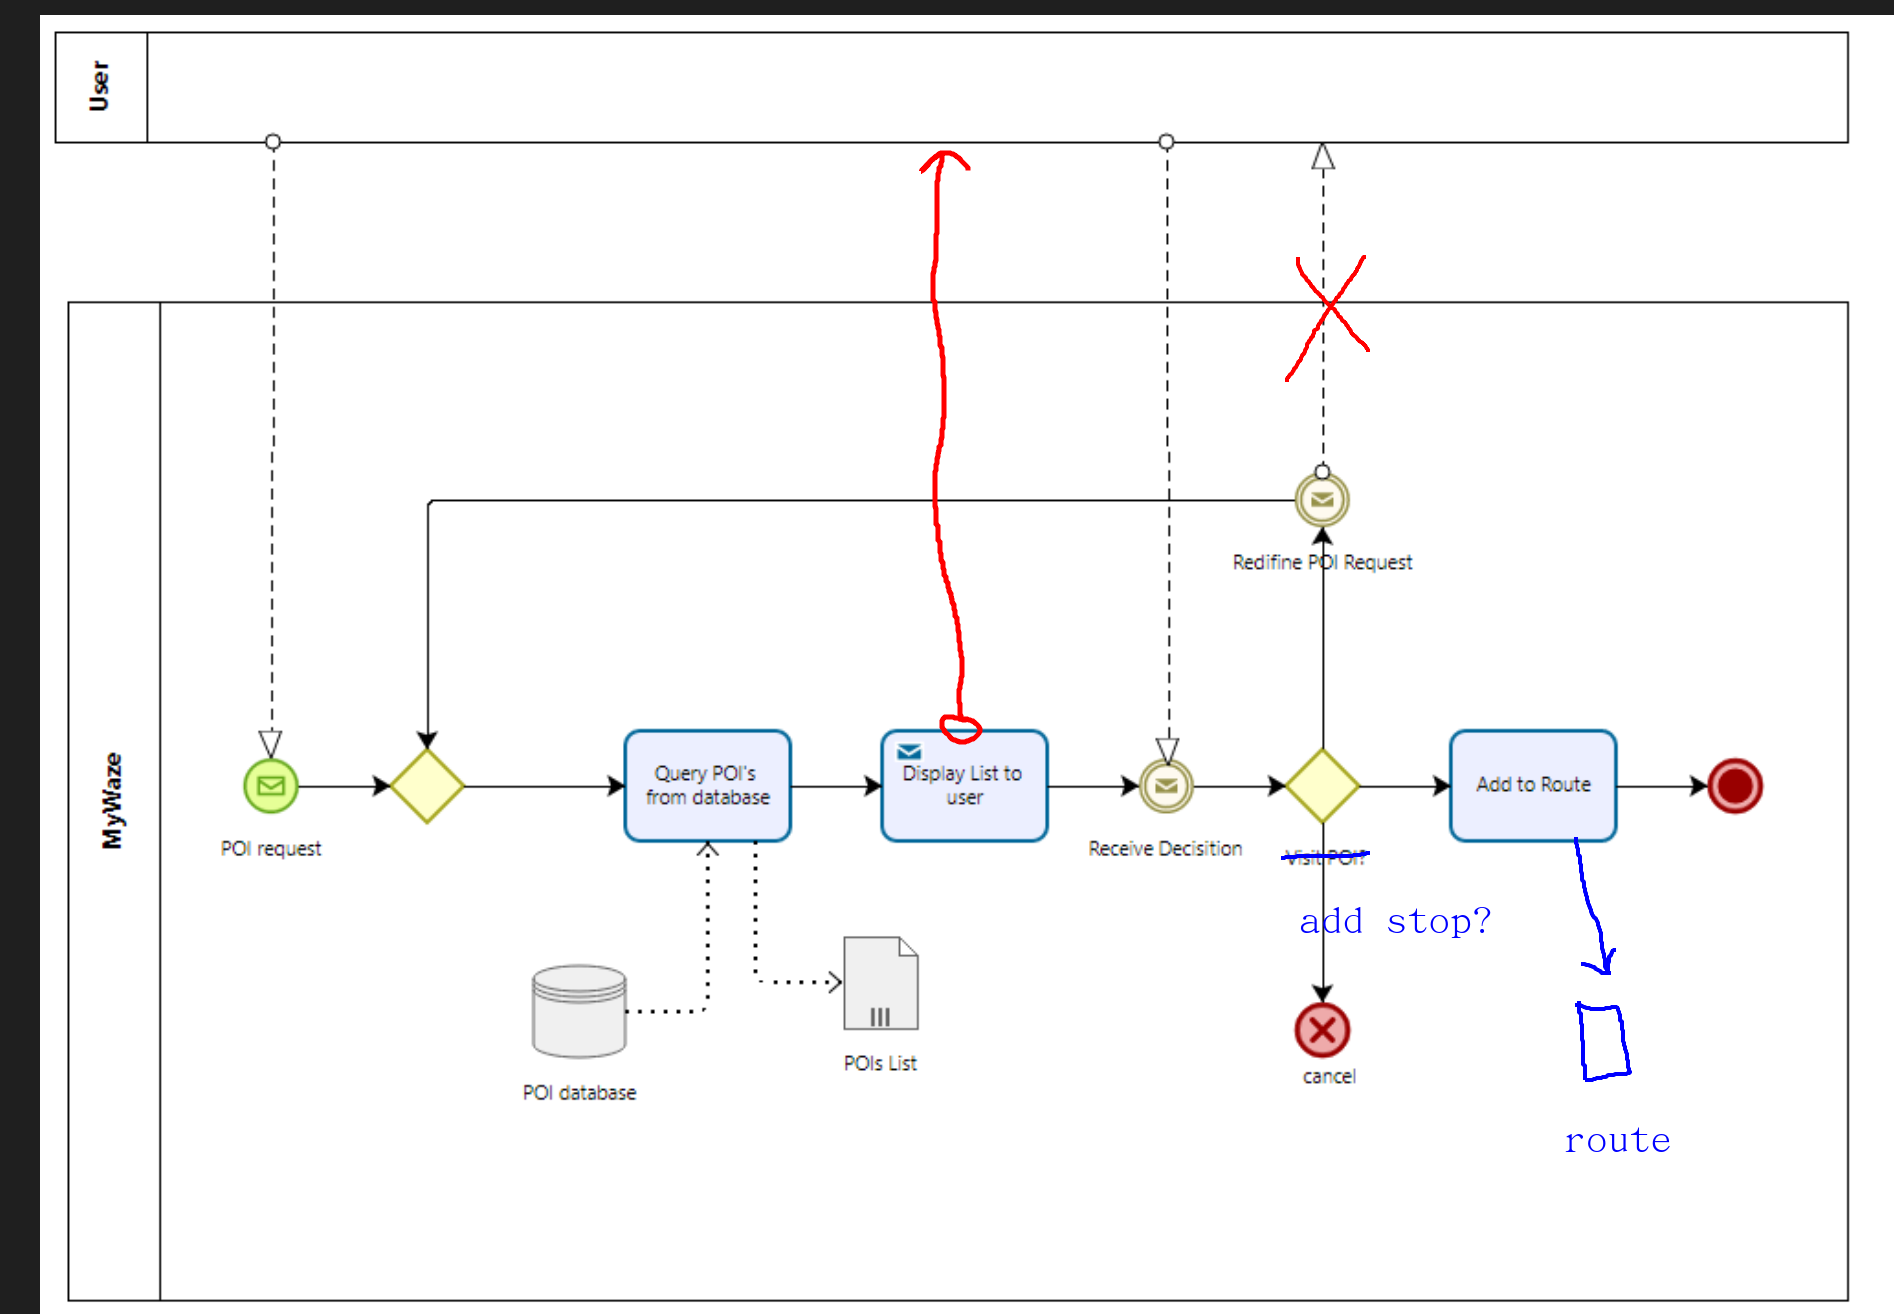 User
MyWaze
Redifine POI Request
Query POI's
from database
Display List to
user
Add to Route
POI request
Receive Decisition
Visit POI?
add stop?
POIs List
cancel
POI database
route